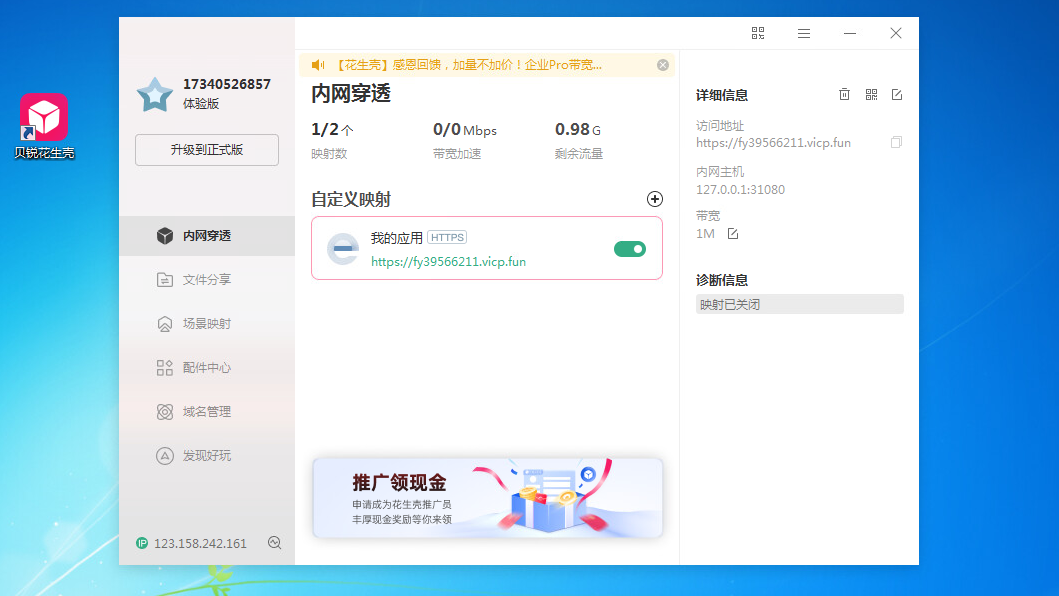 贝锐花生壳
17340526857
体验版
升级到正式版
内网穿透
文件分享
场景映射
配件中心
域名管理
发现好玩
IP 123.158.242.161
【花生壳】感恩回馈，加量不加价！企业Pro带宽...
内网穿透
1/2个
0/0Mbps
0.98G
映射数
带宽加速
剩余流量
自定义映射
我的应用 HTTPS
https://fy39566211.vicp.fun
推广领现金
申请成为花生壳推广员
丰厚现金奖励等你来领
详细信息
访问地址
https://fy39566211.vicp.fun
内网主机
127.0.0.1:31080
带宽
1M
诊断信息
映射已关闭